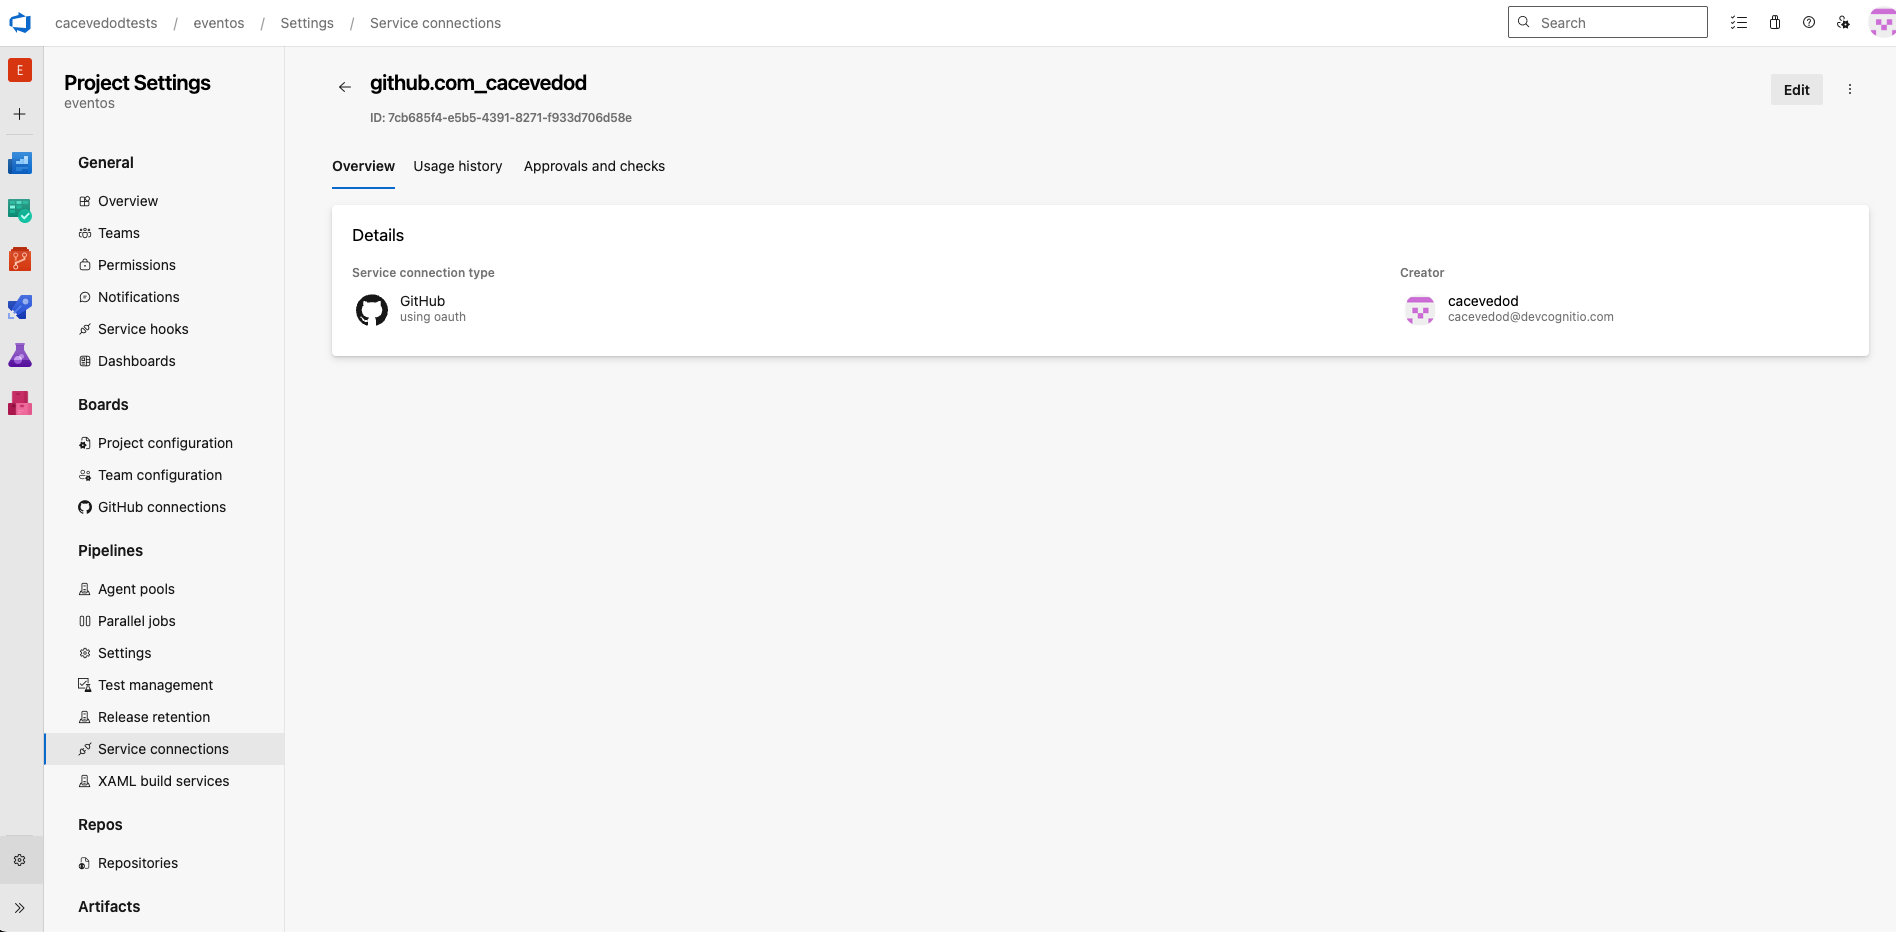 cacevedodtests / eventos / Settings / Service connections
Search
E
Project Settings
eventos
General
Overview
Teams
Permissions
Notifications
Service hooks
Dashboards
Boards
Project configuration
Team configuration
GitHub connections
Pipelines
Agent pools
Parallel jobs
Settings
Test management
Release retention
Service connections
XAML build services
Repos
Repositories
Artifacts
github.com_cacevedod
ID: 7cb685f4-e5b5-4391-8271-f933d706d58e
Edit
Overview Usage history Approvals and checks
Details
Service connection type
GitHub
using oauth
Creator
cacevedod
cacevedod@devcognitio.com